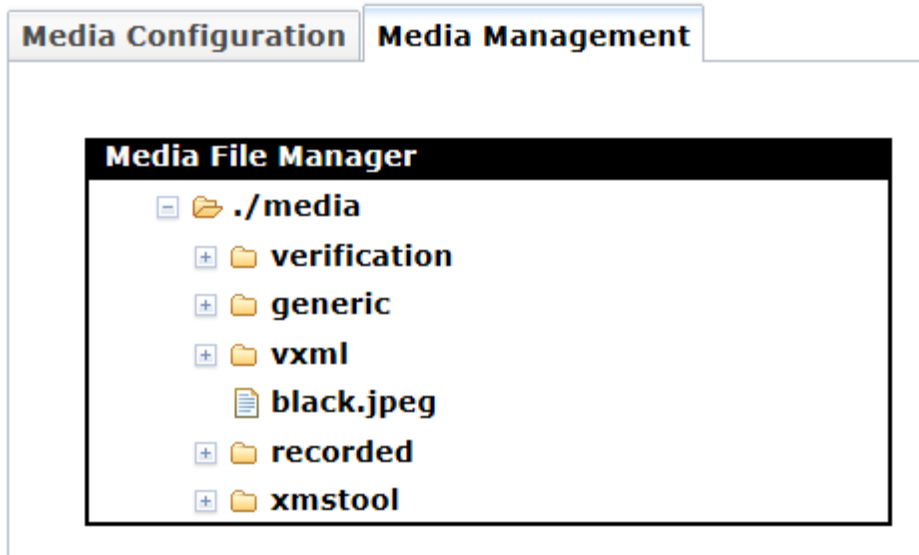 Media Configuration Media Management
Media File Manager
./media
verification
generic
vxml
black.jpeg
recorded
xmstool